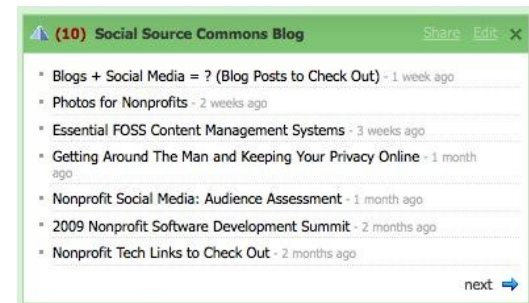 (10) Social Source Commons Blog Share Edit x
Blogs + Social Media = ? (Blog Posts to Check Out) - 1 week ago
Photos for Nonprofits - 2 weeks ago
Essential FOSS Content Management Systems - 3 weeks ago
Getting Around The Man and Keeping Your Privacy Online - 1 month
ago
Nonprofit Social Media: Audience Assessment - 1 month ago
2009 Nonprofit Software Development Summit - 2 months ago
Nonprofit Tech Links to Check Out - 2 months ago
next